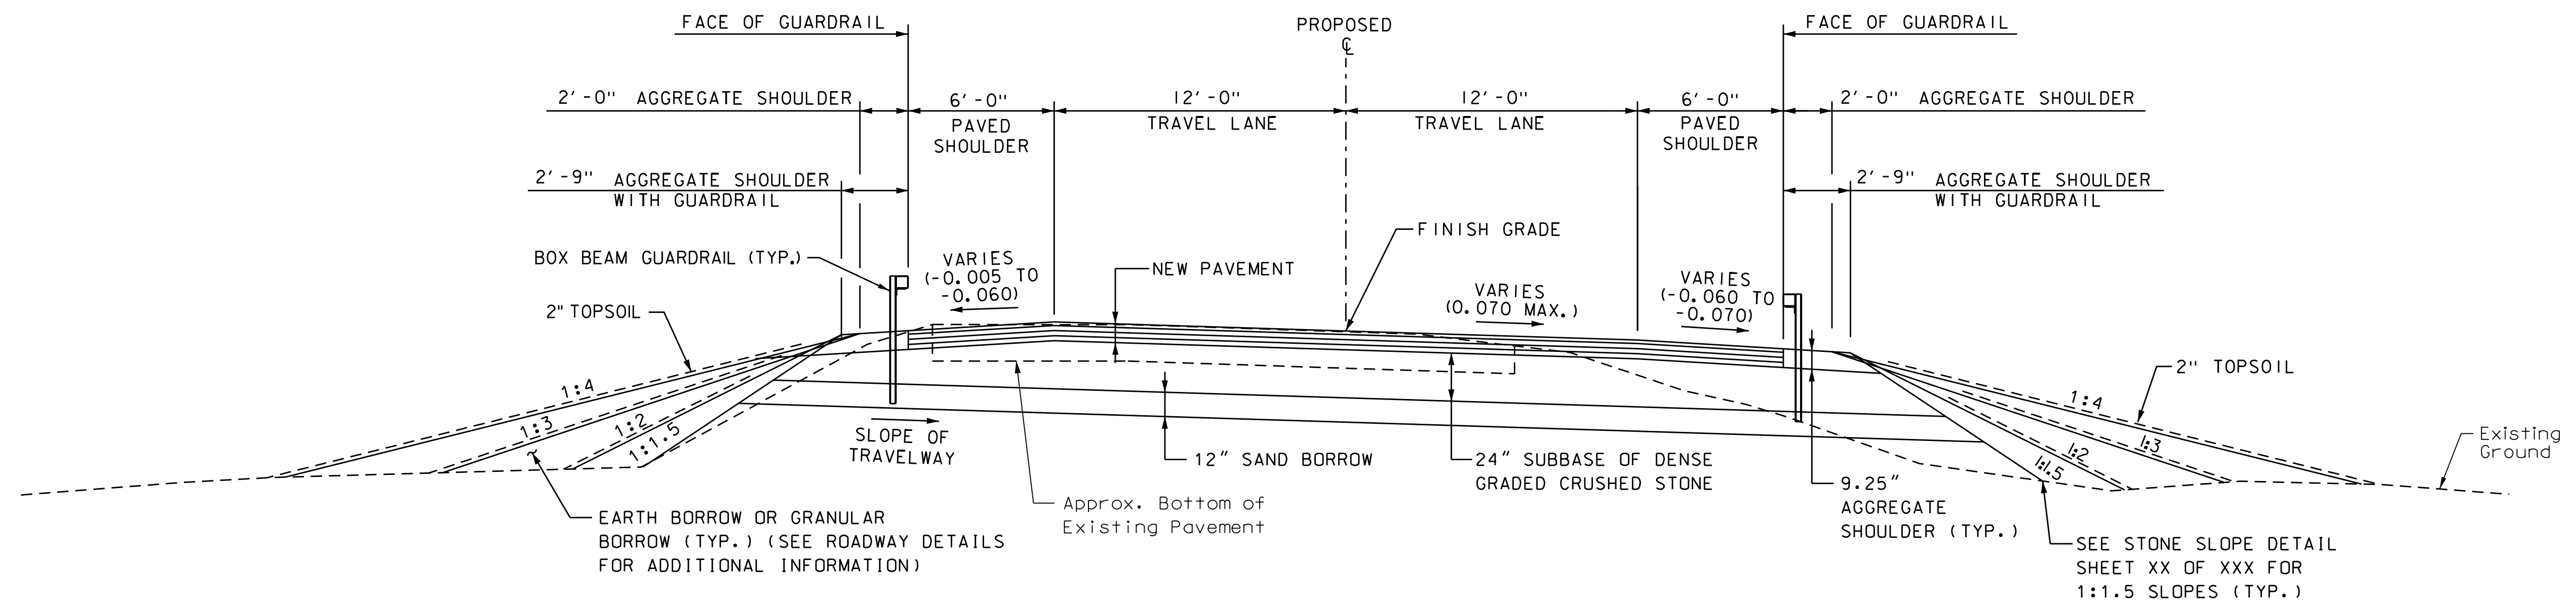 FACE OF GUARDRAIL
PROPOSED
℄
FACE OF GUARDRAIL
2'-0" AGGREGATE SHOULDER
6'-0"
PAVED
SHOULDER
12'-0"
TRAVEL LANE
12'-0"
TRAVEL LANE
6'-0"
PAVED
SHOULDER
2'-0" AGGREGATE SHOULDER
2'-9" AGGREGATE SHOULDER
WITH GUARDRAIL
2'-9" AGGREGATE SHOULDER
WITH GUARDRAIL
FINISH GRADE
BOX BEAM GUARDRAIL (TYP.)
VARIES
(-0.005 TO
-0.060)
NEW PAVEMENT
VARIES
(0.070 MAX.)
VARIES
(-0.060 TO
-0.070)
2" TOPSOIL
2" TOPSOIL
1:4
1:3
1:2
1:1.5
1:4
1:3
1:2
1:1.5
SLOPE OF
TRAVELWAY
12" SAND BORROW
24" SUBBASE OF DENSE
GRADED CRUSHED STONE
Existing
Ground
Approx. Bottom of
Existing Pavement
9.25"
AGGREGATE
SHOULDER (TYP.)
EARTH BORROW OR GRANULAR
BORROW (TYP.) (SEE ROADWAY DETAILS
FOR ADDITIONAL INFORMATION)
SEE STONE SLOPE DETAIL
SHEET XX OF XXX FOR
1:1.5 SLOPES (TYP.)